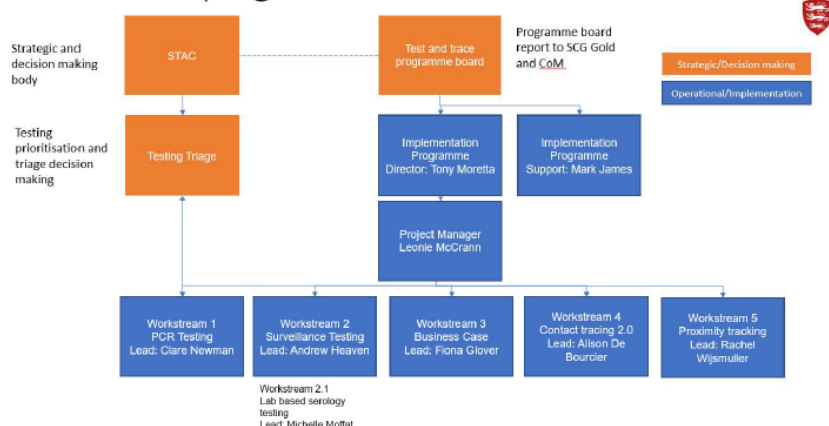 Strategic and
decision making
body
STAC
Test and trace
programme board
Programme board
report to SCG Gold
and CoM
Strategic/Decision making
Operational/Implementation
Testing
prioritisation and
triage decision
making
Testing Triage
Implementation
Programme
Director: Tony Moretta
Implementation
Programme
Support: Mark James
Project Manager
Leonie McCrann
Workstream 1
PCR Testing
Lead: Clare Newman
Workstream 2
Surveillance Testing
Lead: Andrew Heaven
Workstream 3
Business Case
Lead: Fiona Glover
Workstream 4
Contact tracing 2.0
Lead: Alison De
Bourcier
Workstream 5
Proximity tracking
Lead: Rachel
Wijsmuller
Workstream 2.1
Lab based serology
testing
Lead: Michelle Moffat